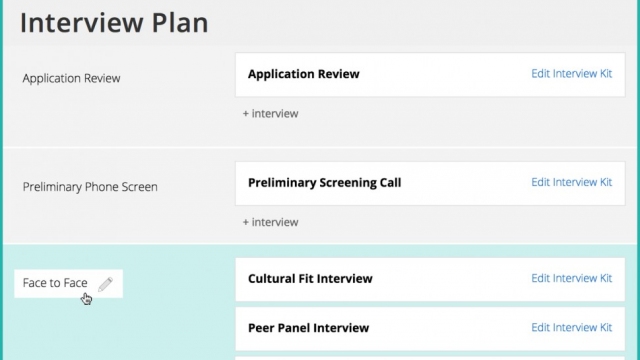 Interview Plan
Application Review
Application Review Edit Interview Kit
+ interview
Preliminary Phone Screen
Preliminary Screening Call Edit Interview Kit
+ interview
Face to Face
Cultural Fit Interview Edit Interview Kit
Peer Panel Interview Edit Interview Kit